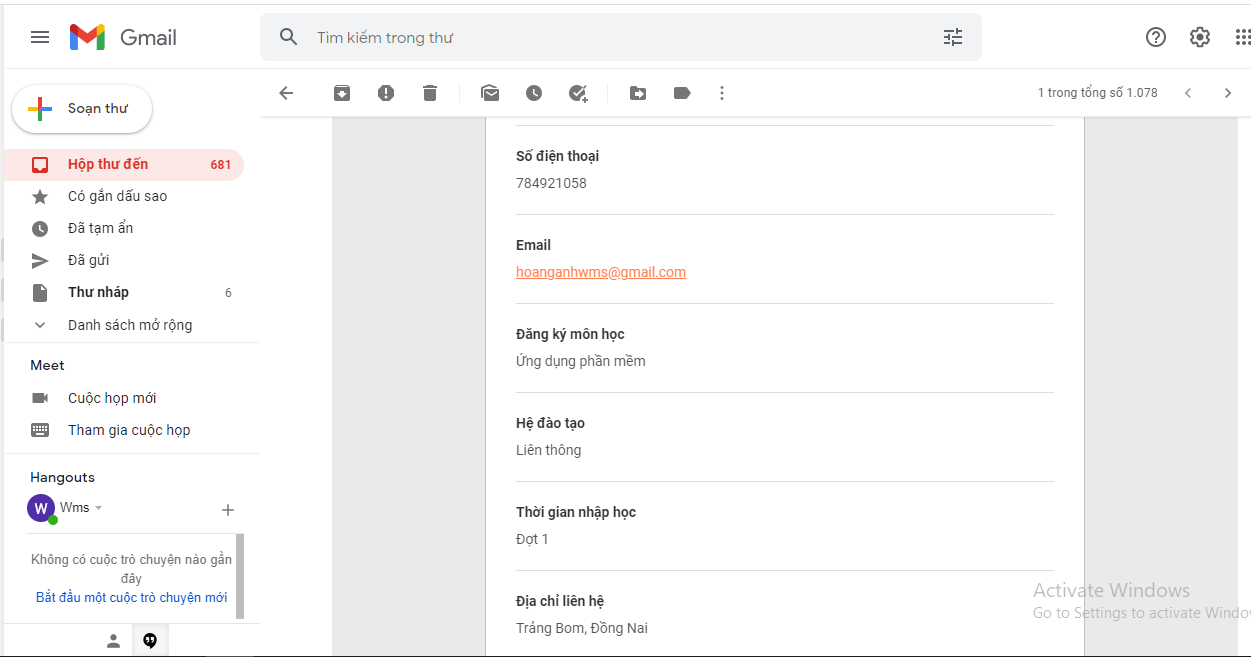 Gmail
Tìm kiếm trong thư
Soạn thư
1 trong tổng số 1.078
Hộp thư đến 681
Có gắn dấu sao
Đã tạm ẩn
Đã gửi
Thư nháp 6
Danh sách mở rộng
Meet
Cuộc họp mới
Tham gia cuộc họp
Hangouts
W Wms
Không có cuộc trò chuyện nào gần
đây
Bắt đầu một cuộc trò chuyện mới
Số điện thoại
784921058
Email
hoanganhwms@gmail.com
Đăng ký môn học
Ứng dụng phần mềm
Hệ đào tạo
Liên thông
Thời gian nhập học
Đợt 1
Địa chỉ liên hệ
Trảng Bom, Đồng Nai
Activate Windows
Go to Settings to activate Windo